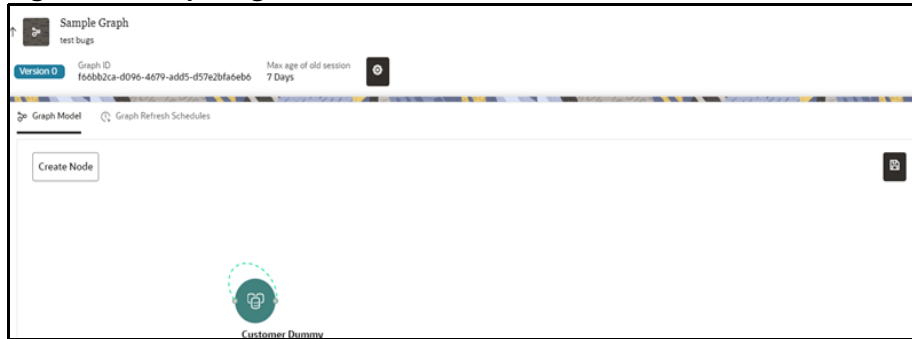 Sample Graph
test bugs
Version 0
Graph ID
f66bb2ca-d096-4679-add5-d57e2bfa6eb6
Max age of old session
7 Days
Graph Model
Graph Refresh Schedules
Create Node
Customer Dummy